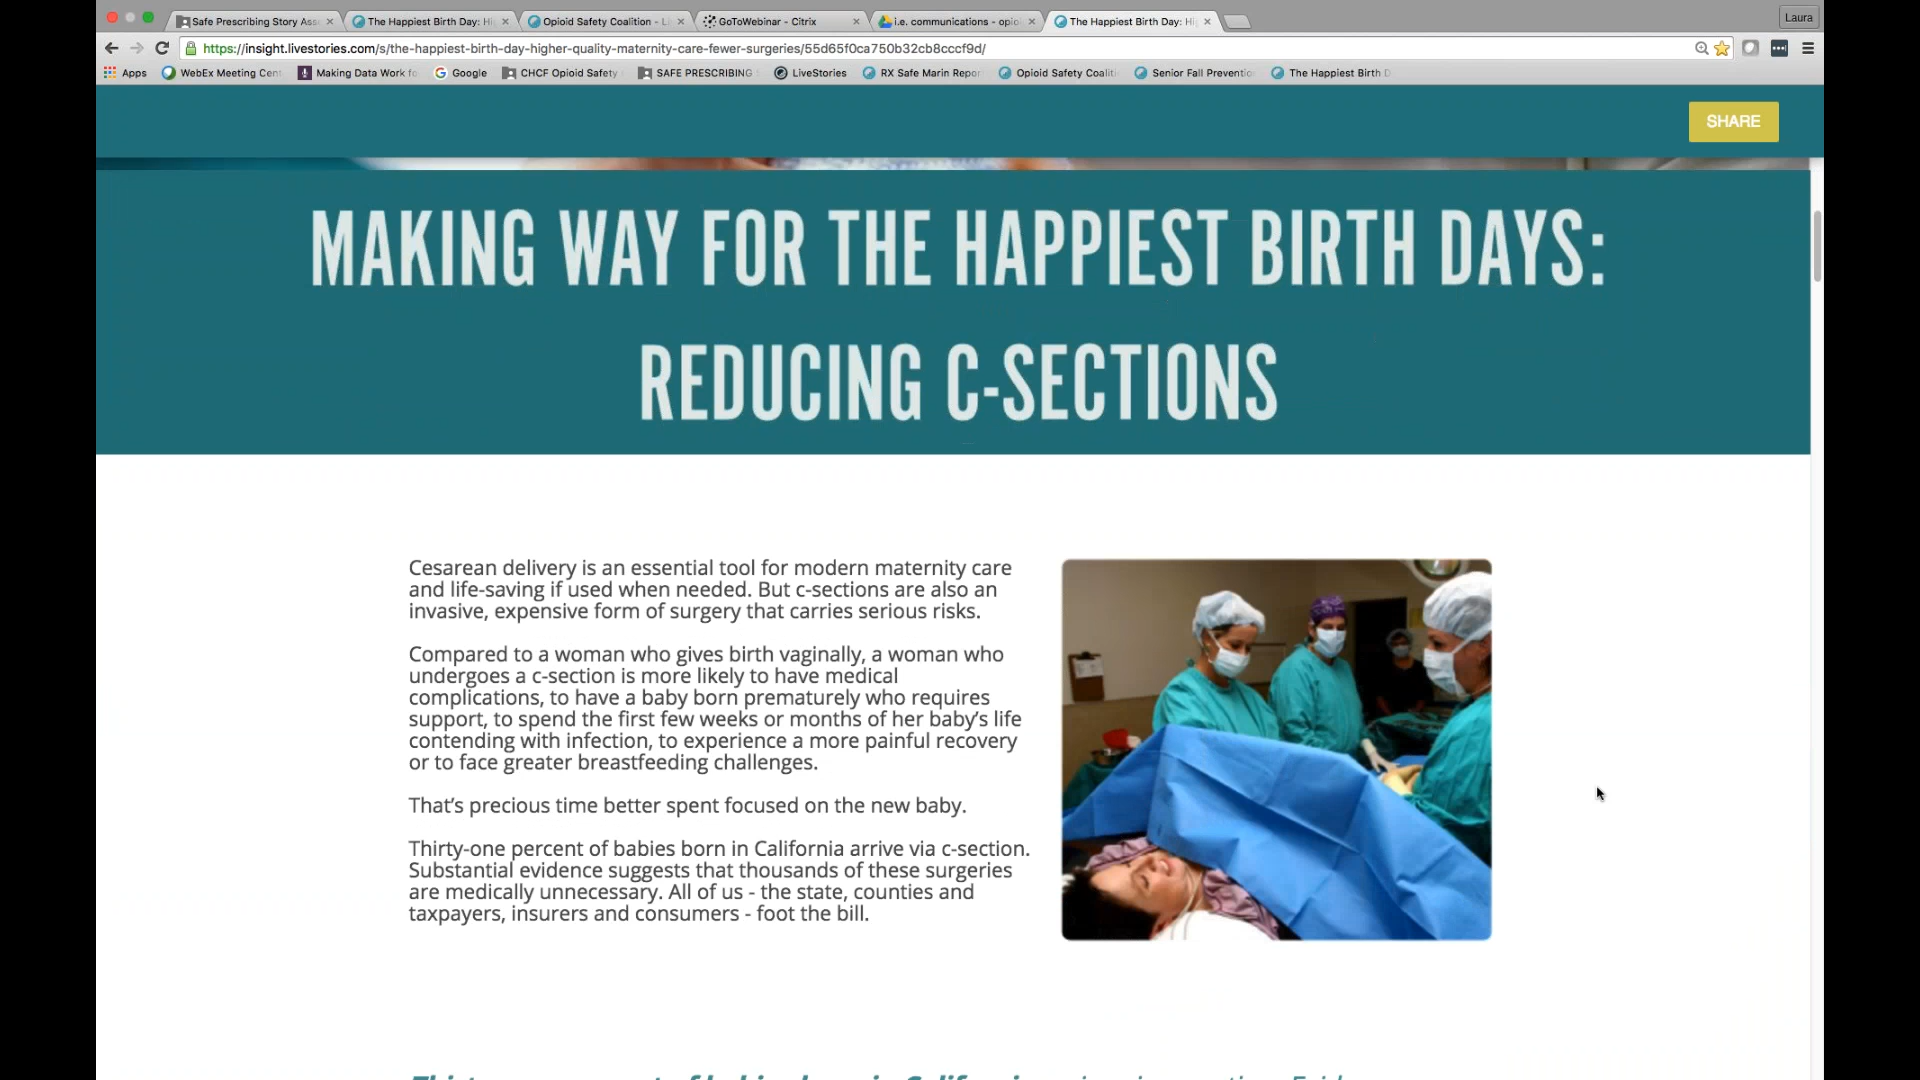 Safe Prescribing Story Ass
The Happiest Birth Day: Hi
Opioid Safety Coalition - Li
GoToWebinar - Citrix
i.e. communications - opio
The Happiest Birth Day: Hi
Laura
https://insight.livestories.com/s/the-happiest-birth-day-higher-quality-maternity-care-fewer-surgeries/55d65f0ca750b32cb8cccf9d/
Apps
WebEx Meeting Cent
Making Data Work fo
Google
CHCF Opioid Safety
SAFE PRESCRIBING
LiveStories
RX Safe Marin Repor
Opioid Safety Coaliti
Senior Fall Preventio
The Happiest Birth D
SHARE
MAKING WAY FOR THE HAPPIEST BIRTH DAYS:
REDUCING C-SECTIONS
Cesarean delivery is an essential tool for modern maternity care
and life-saving if used when needed. But c-sections are also an
invasive, expensive form of surgery that carries serious risks.
Compared to a woman who gives birth vaginally, a woman who
undergoes a c-section is more likely to have medical
complications, to have a baby born prematurely who requires
support, to spend the first few weeks or months of her baby's life
contending with infection, to experience a more painful recovery
or to face greater breastfeeding challenges.
That's precious time better spent focused on the new baby.
Thirty-one percent of babies born in California arrive via c-section.
Substantial evidence suggests that thousands of these surgeries
are medically unnecessary. All of us - the state, counties and
taxpayers, insurers and consumers - foot the bill.